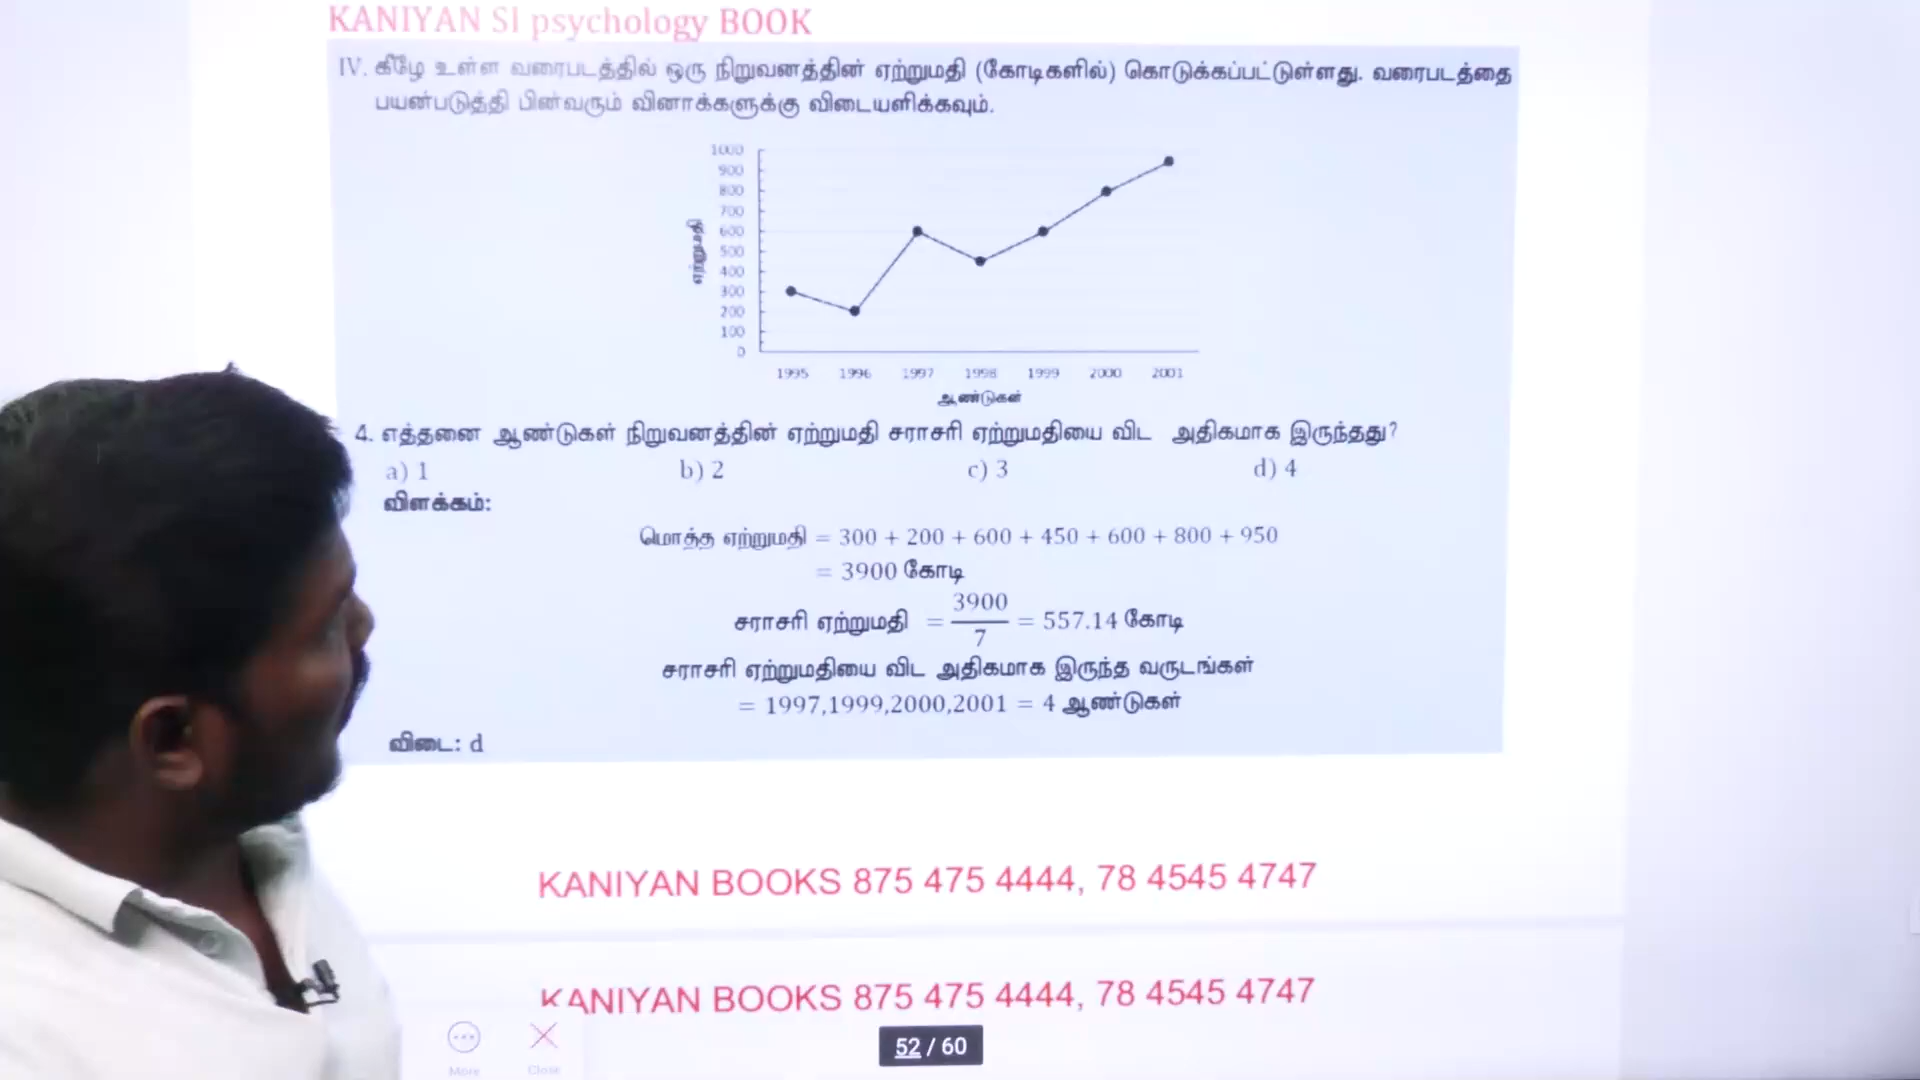 KANIYAN SI psychology BOOK
IV. கீழே உள்ள வரைபடத்தில் ஒரு நிறுவனத்தின் ஏற்றுமதி (கோடிகளில்) கொடுக்கப்பட்டுள்ளது. வரைபடத்தை
பயன்படுத்தி பின்வரும் வினாக்களுக்கு விடையளிக்கவும்.
1000
900
800
700
600
500
400
300
200
100
0
ஏற்றுமதி
1995 1996 1997 1998 1999 2000 2001
ஆண்டுகள்
4. எத்தனை ஆண்டுகள் நிறுவனத்தின் ஏற்றுமதி சராசரி ஏற்றுமதியை விட அதிகமாக இருந்தது?
a) 1 b) 2 c) 3 d) 4
விளக்கம்:
மொத்த ஏற்றுமதி = 300 + 200 + 600 + 450 + 600 + 800 + 950
= 3900 கோடி
சராசரி ஏற்றுமதி = 3900/7 = 557.14 கோடி
சராசரி ஏற்றுமதியை விட அதிகமாக இருந்த வருடங்கள்
= 1997,1999,2000,2001 = 4 ஆண்டுகள்
விடை: d
KANIYAN BOOKS 875 475 4444, 78 4545 4747
KANIYAN BOOKS 875 475 4444, 78 4545 4747
More Close
52 / 60